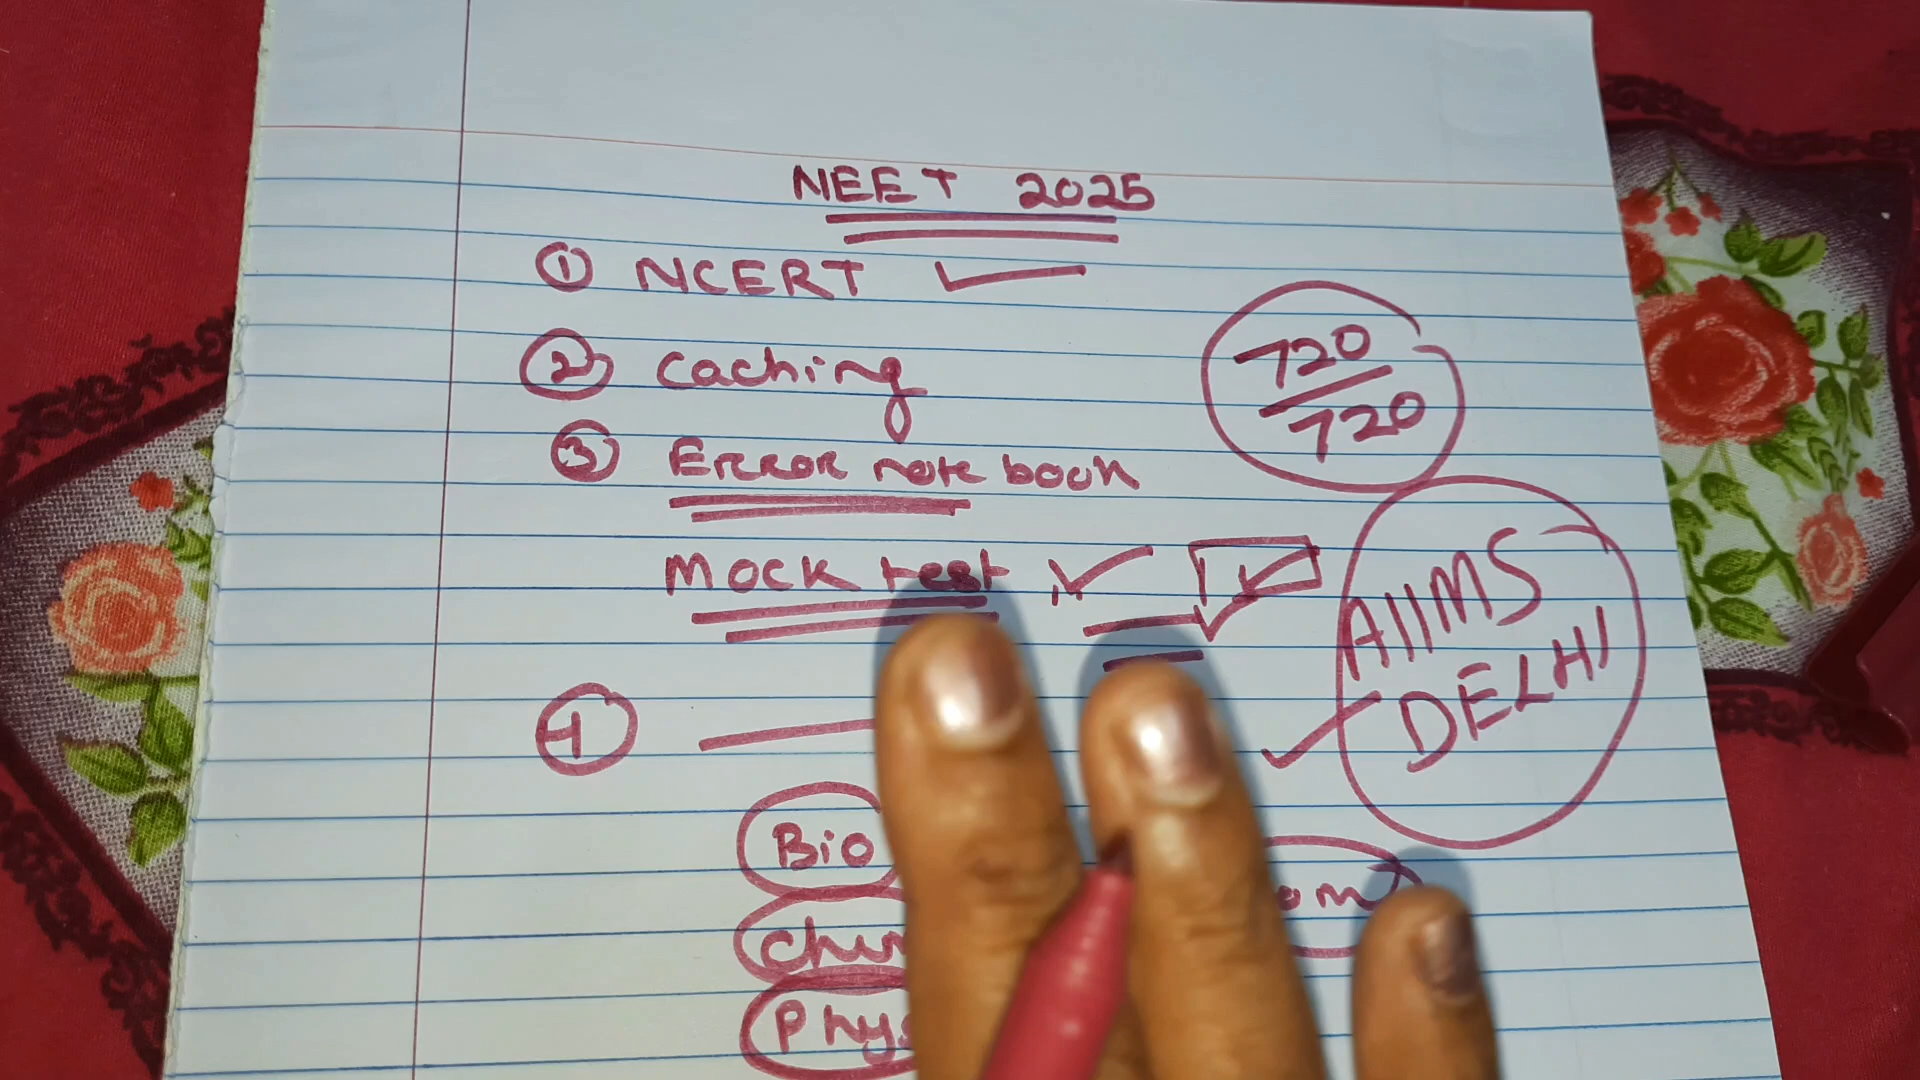 NEET 2025
① NCERT
② Caching
③ ERROR note book
720
720
Mock test
AIIMS
DELHI
④
Bio